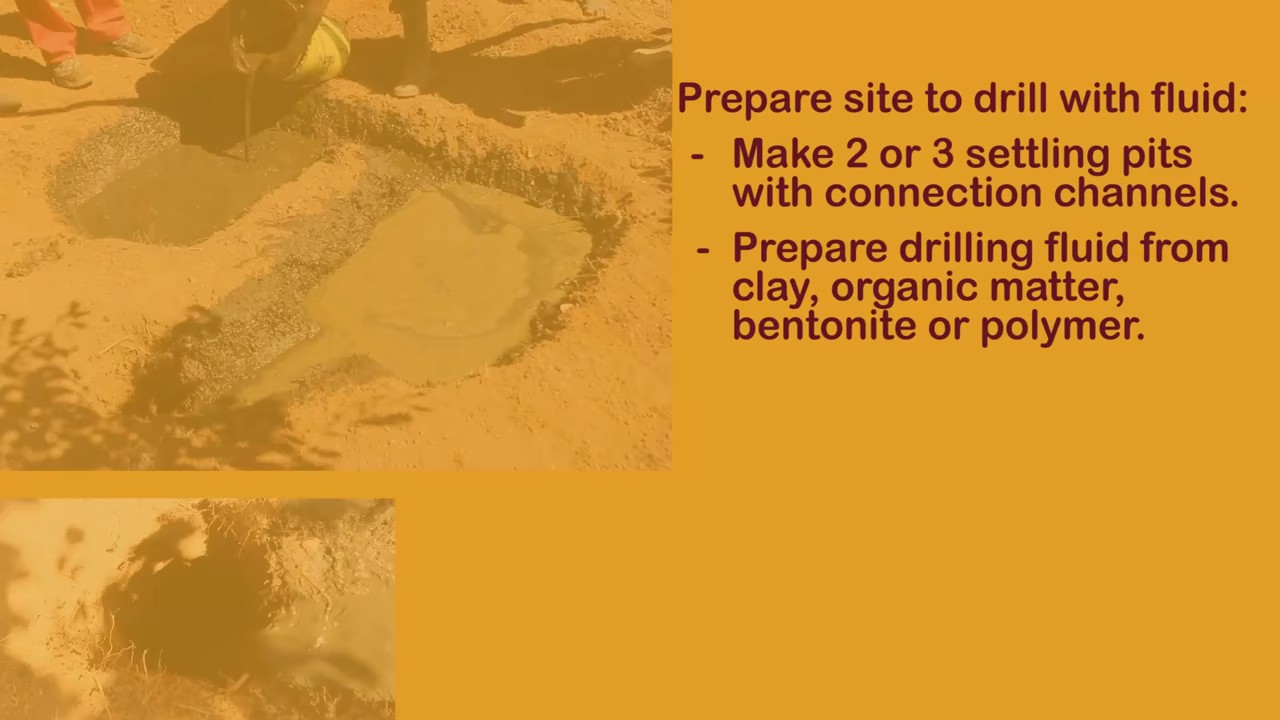 Prepare site to drill with fluid:
- Make 2 or 3 settling pits
with connection channels.
- Prepare drilling fluid from
clay, organic matter,
bentonite or polymer.